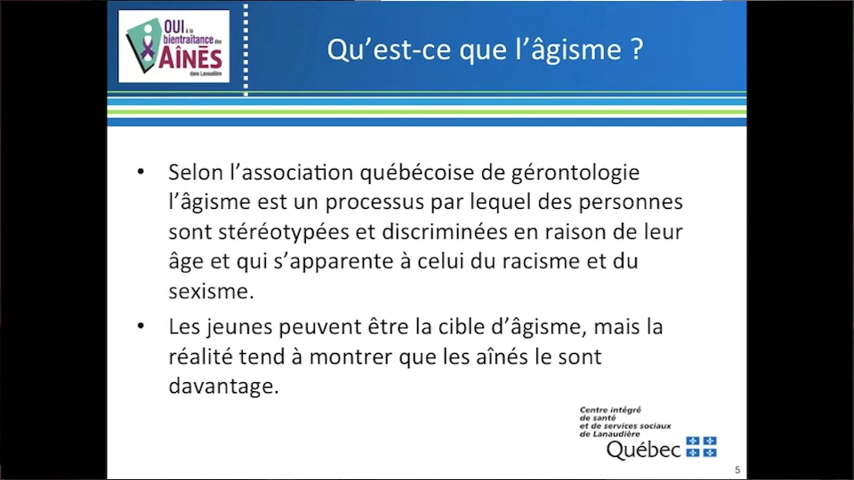 OUI à la
bientraitance des
AÎNÉS
dans Lanaudière
Qu’est-ce que l’âgisme ?
• Selon l’association québécoise de gérontologie
l’âgisme est un processus par lequel des personnes
sont stéréotypées et discriminées en raison de leur
âge et qui s’apparente à celui du racisme et du
sexisme.
• Les jeunes peuvent être la cible d’âgisme, mais la
réalité tend à montrer que les aînés le sont
davantage.
Centre intégré
de santé
et de services sociaux
de Lanaudière
Québec
5